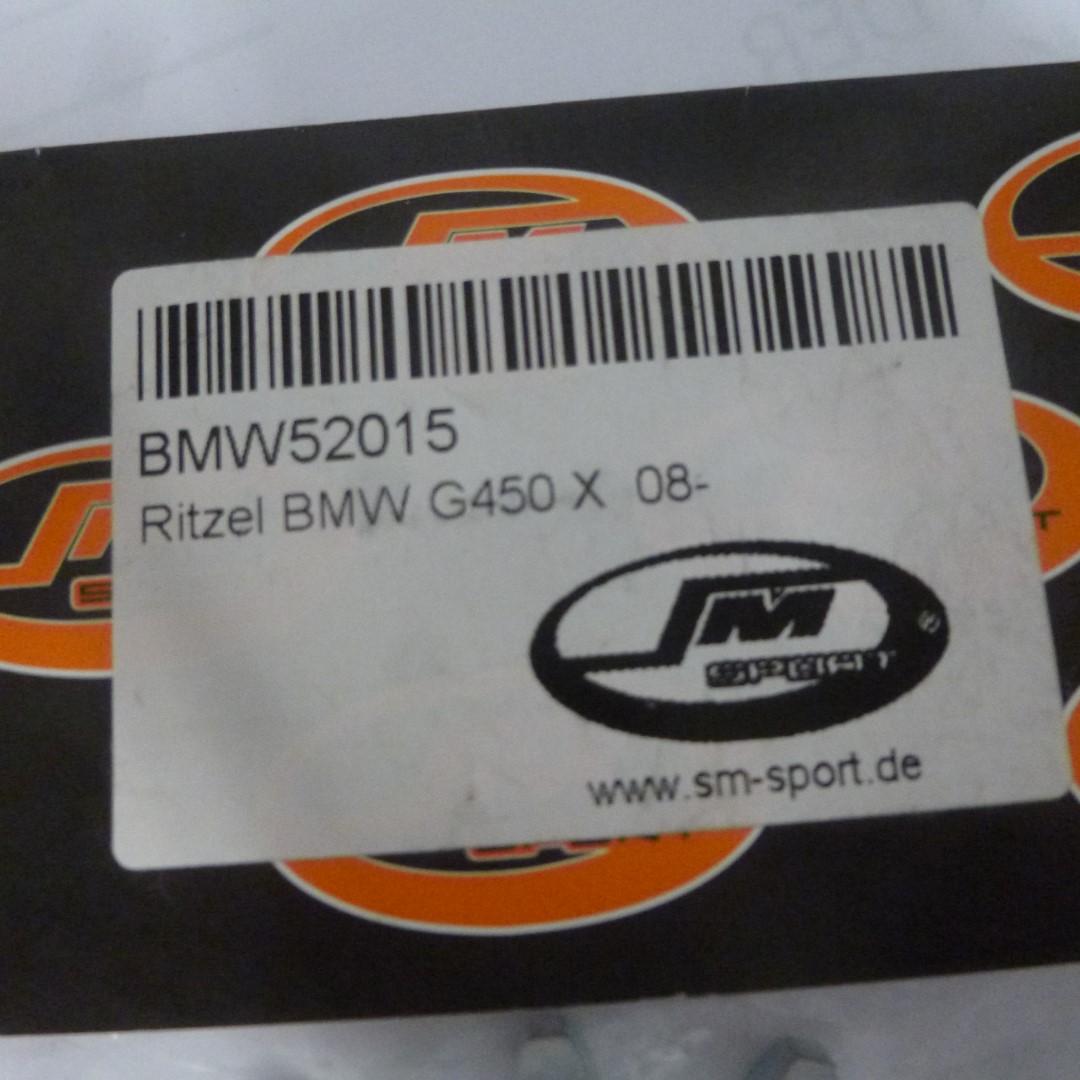 BMW52015
Ritzel BMW G450 X 08-
SM
SPORT
®
www.sm-sport.de